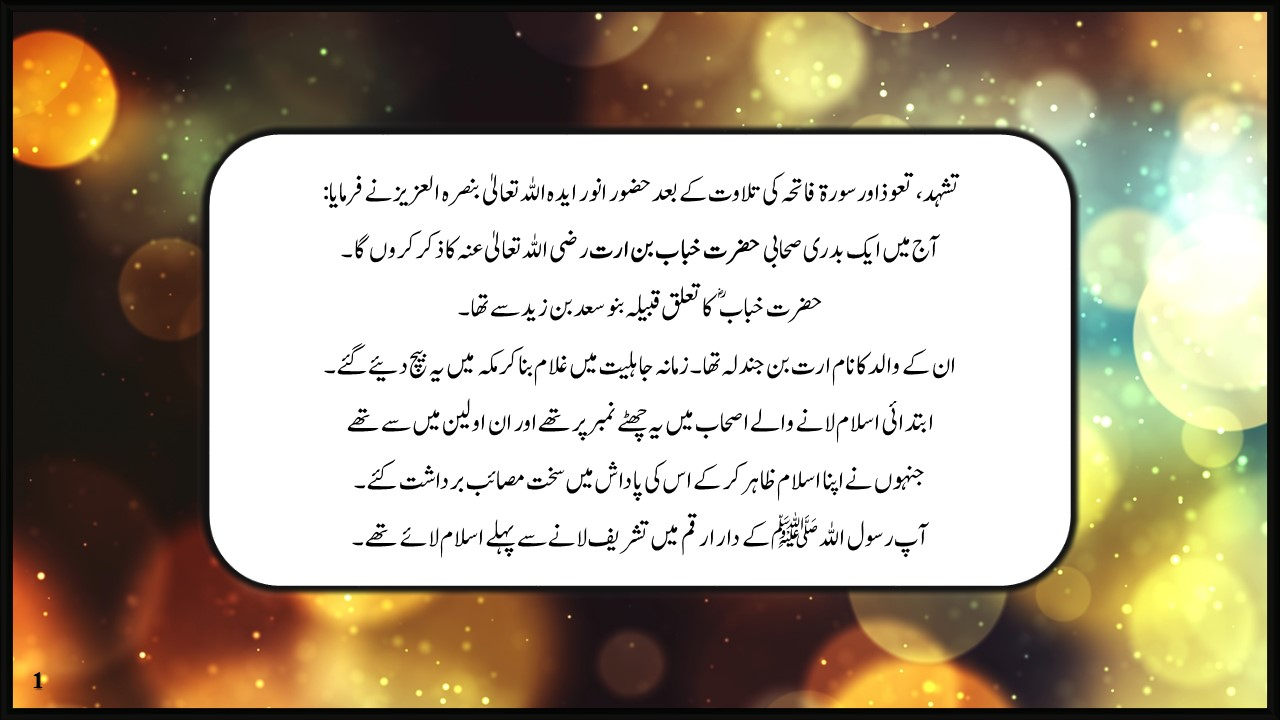 تشہد، تعوذ اور سورۃ فاتحہ کی تلاوت کے بعد حضور انور ایدہ اللہ تعالیٰ بنصرہ العزیز نے فرمایا:
آج میں ایک بدری صحابی حضرت خباب بن ارت رضی اللہ تعالیٰ عنہ کا ذکر کروں گا۔
حضرت خبابؓ کا تعلق قبیلہ بنو سعد بن زید سے تھا۔
ان کے والد کا نام ارت بن جندلہ تھا۔ زمانہ جاہلیت میں غلام بنا کر مکہ میں یہ بیچ دیئے گئے۔
ابتدائی اسلام لانے والے اصحاب میں یہ چھٹے نمبر پر تھے اور ان اولین میں سے تھے
جنہوں نے اپنا اسلام ظاہر کر کے اس کی پاداش میں سخت مصائب برداشت کئے۔
آپ رسول اللہ ﷺ کے دار ارقم میں تشریف لانے سے پہلے اسلام لائے تھے۔
1